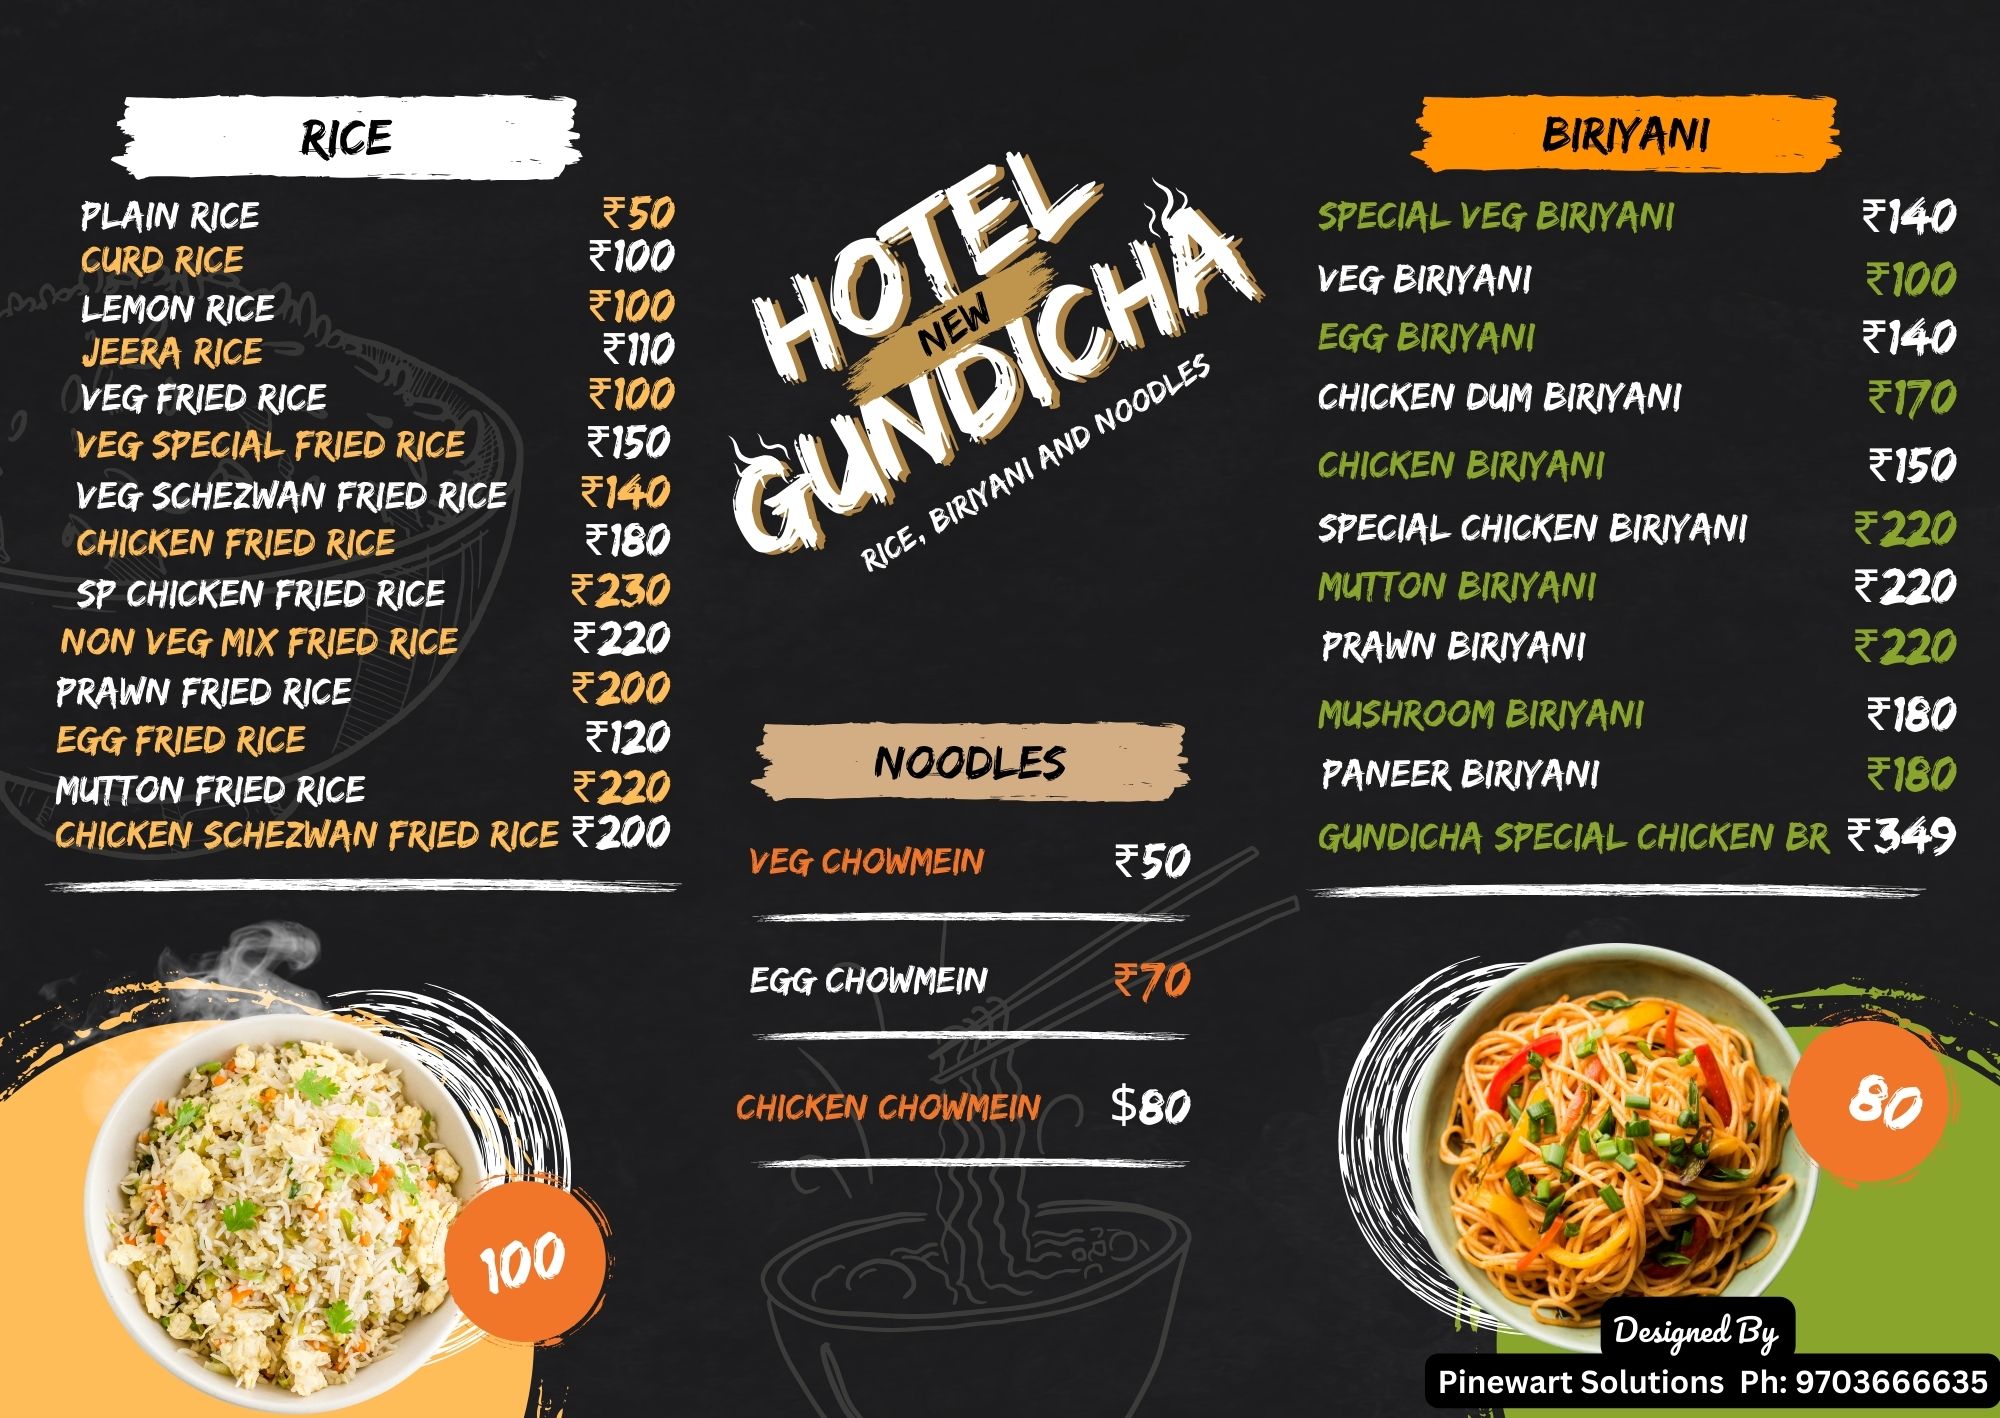 RICE
PLAIN RICE ₹50
CURD RICE ₹100
LEMON RICE ₹100
JEERA RICE ₹110
VEG FRIED RICE ₹100
VEG SPECIAL FRIED RICE ₹150
VEG SCHEZWAN FRIED RICE ₹140
CHICKEN FRIED RICE ₹180
SP CHICKEN FRIED RICE ₹230
NON VEG MIX FRIED RICE ₹220
PRAWN FRIED RICE ₹200
EGG FRIED RICE ₹120
MUTTON FRIED RICE ₹220
CHICKEN SCHEZWAN FRIED RICE ₹200
100
HOTEL
NEW
GUNDICHA
RICE, BIRIYANI AND NOODLES
NOODLES
VEG CHOWMEIN ₹50
EGG CHOWMEIN ₹70
CHICKEN CHOWMEIN $80
BIRIYANI
SPECIAL VEG BIRIYANI ₹140
VEG BIRIYANI ₹100
EGG BIRIYANI ₹140
CHICKEN DUM BIRIYANI ₹170
CHICKEN BIRIYANI ₹150
SPECIAL CHICKEN BIRIYANI ₹220
MUTTON BIRIYANI ₹220
PRAWN BIRIYANI ₹220
MUSHROOM BIRIYANI ₹180
PANEER BIRIYANI ₹180
GUNDICHA SPECIAL CHICKEN BR ₹349
80
Designed By
Pinewart Solutions Ph: 9703666635